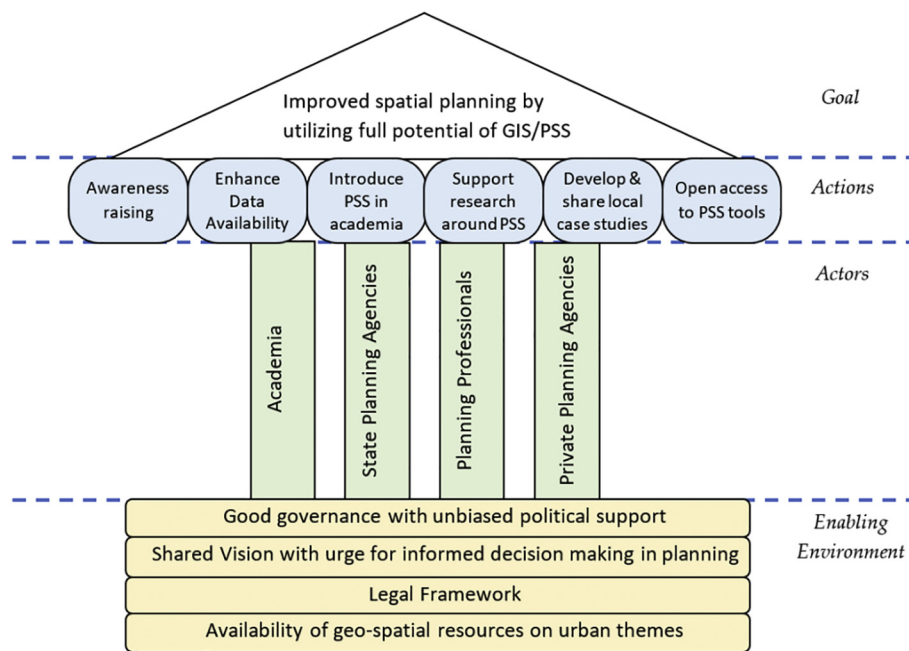 Improved spatial planning by
utilizing full potential of GIS/PSS
Goal
Awareness
raising
Enhance
Data
Availability
Introduce
PSS in
academia
Support
research
around PSS
Develop &
share local
case studies
Open access
to PSS tools
Actions
Actors
Academia
State Planning Agencies
Planning Professionals
Private Planning Agencies
Good governance with unbiased political support
Shared Vision with urge for informed decision making in planning
Legal Framework
Availability of geo-spatial resources on urban themes
Enabling
Environment